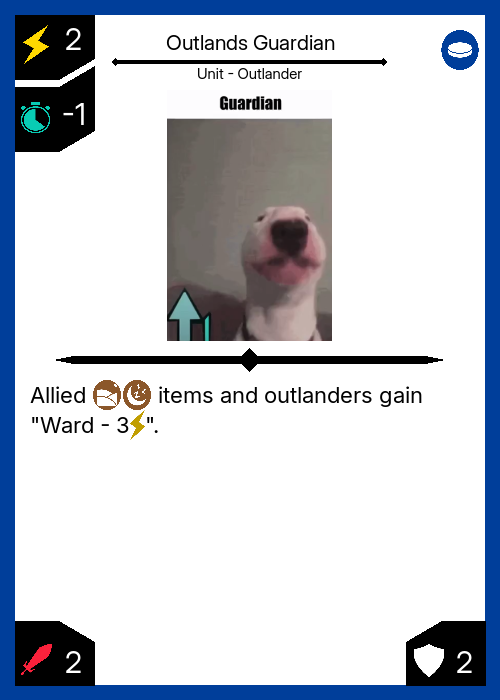 2
Outlands Guardian
Unit - Outlander
-1
Guardian
Allied items and outlanders gain
"Ward - 3".
2
2